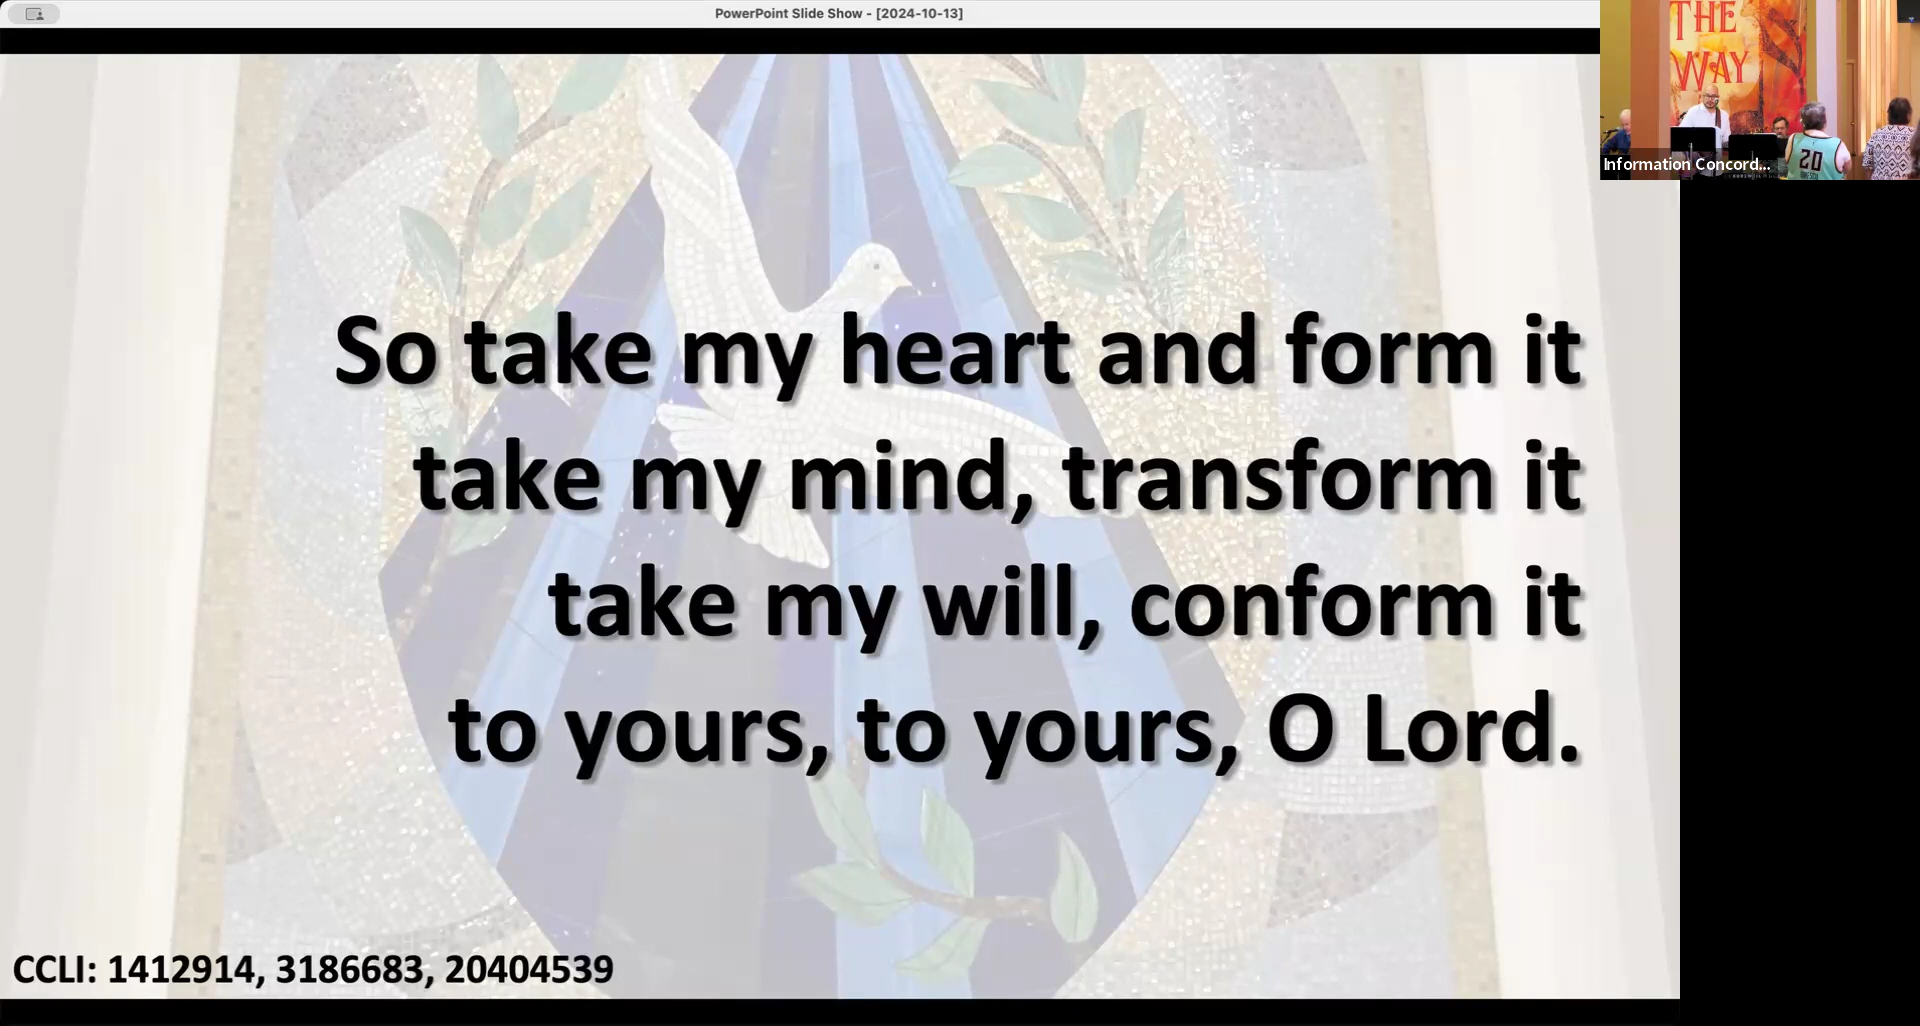 PowerPoint Slide Show - [2024-10-13]
THE
WAY
20
Information Concord...
So take my heart and form it
take my mind, transform it
take my will, conform it
to yours, to yours, O Lord.
CCLI: 1412914, 3186683, 20404539